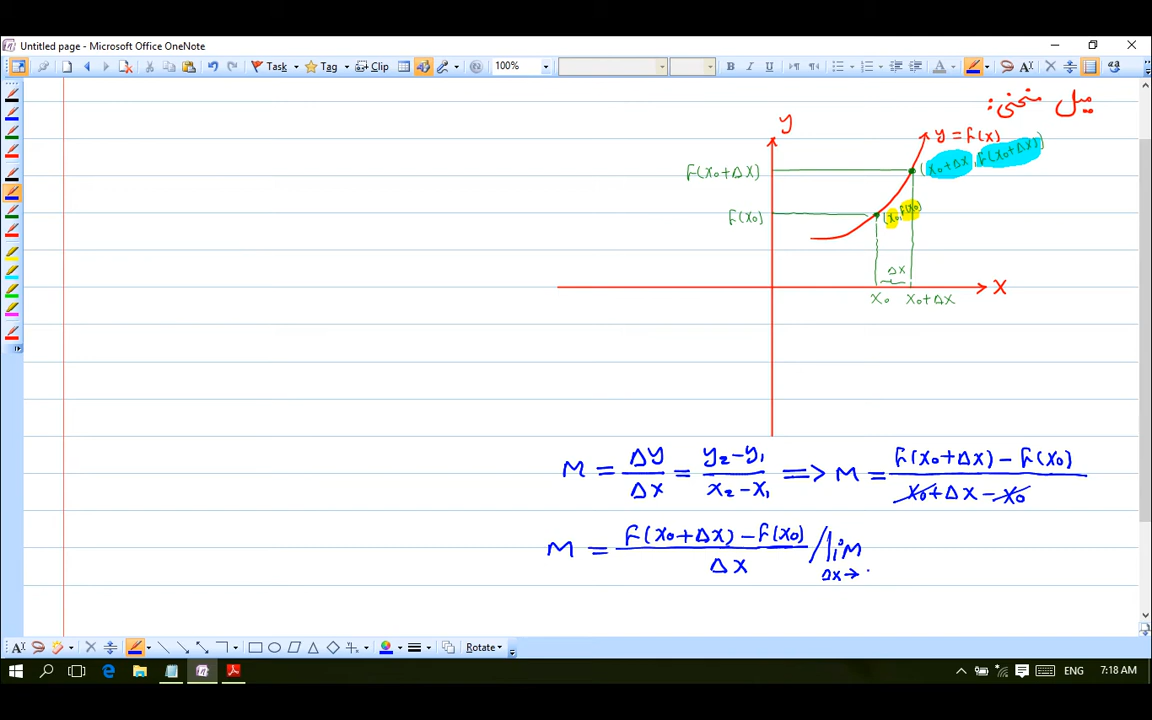 Untitled page - Microsoft Office OneNote
Task Tag Clip 100%
میل منحنی:
y
y = F(x)
(x₀+Δx, F(x₀+Δx))
F(x₀+Δx)
F(x₀)
(x₀, F(x₀))
Δx
x
x₀ x₀+Δx
M = Δy/Δx = y₂-y₁/x₂-x₁ ⟹ M = F(x₀+Δx) - F(x₀)/x₀+Δx-x₀
M = F(x₀+Δx) - F(x₀)/Δx / lim Δx→
Rotate
ENG 7:18 AM